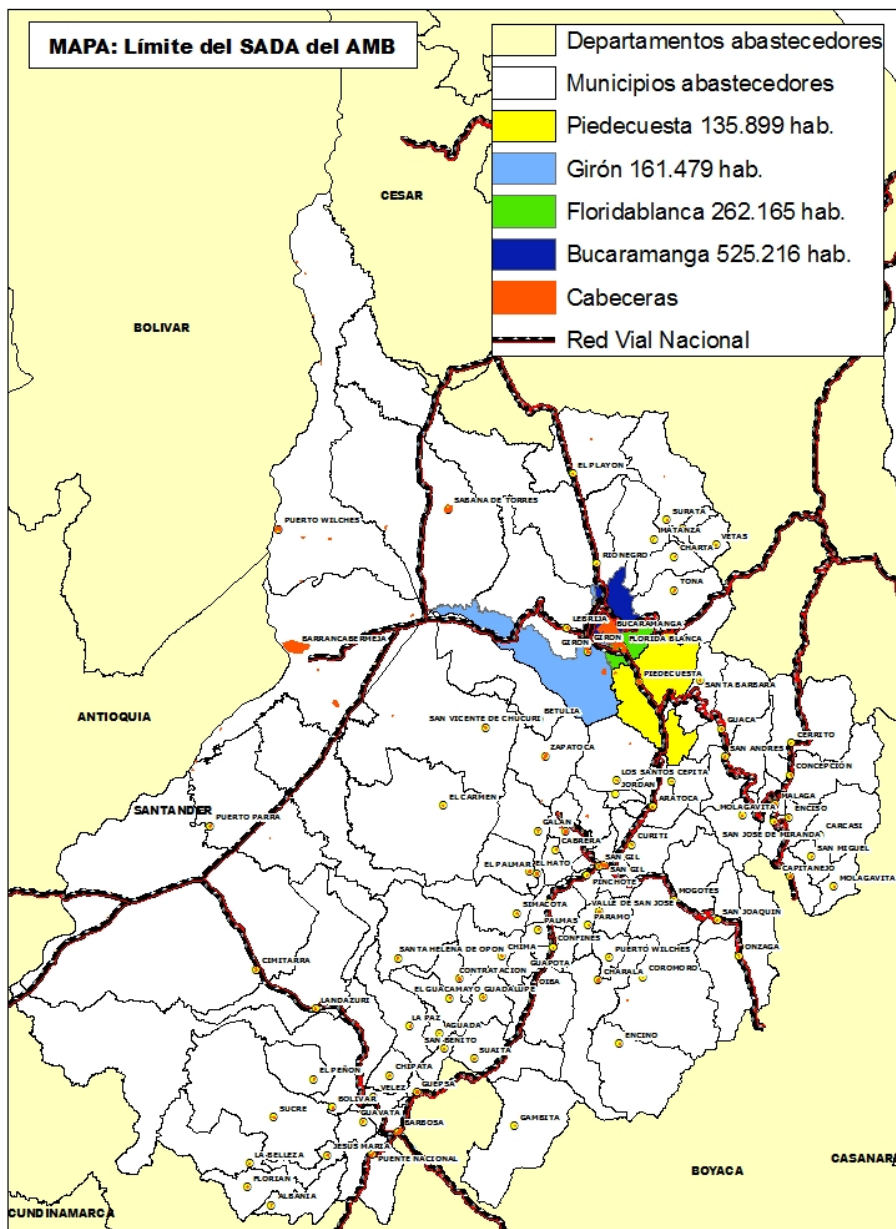 MAPA: Límite del SADA del AMB
Departamentos abastecedores
Municipios abastecedores
Piedecuesta 135.899 hab.
Girón 161.479 hab.
Floridablanca 262.165 hab.
Bucaramanga 525.216 hab.
Cabeceras
Red Vial Nacional
CESAR
BOLIVAR
EL PLAYON
SABANA DE TORRES
SURATA
PUERTO WILCHES
MATANZA
VETAS
RIO NEGRO
CHARTA
TONA
LEBRIJA
BUCARAMANGA
BARRANCABERMEJA
GIRON
GIRON
FLORIDA BLANCA
PIEDECUESTA
SANTA BARBARA
ANTIOQUIA
BETULIA
SAN VICENTE DE CHUCURI
GUACA
CERRITO
ZAPATOCA
SAN ANDRES
CONCEPCIÓN
LOS SANTOS
CEPITA
JORDAN
SANTANDER
EL CARMEN
ARATOCA
MALAGA
MOLAGAVITA
ENCISO
PUERTO PARRA
GALAN
CARCASI
SAN JOSE DE MIRANDA
CABRERA
CURITI
SAN MIGUEL
EL PALMAR
EL HATO
SAN GIL
SAN GIL
CAPITANEJO
PINCHOTE
MOLAGAVITA
MOGOTES
SIMACOTA
VALLE DE SAN JOSE
SAN JOAQUIN
PALMAS
PARAMO
SANTA HELENA DE OPON
CHIMA
CONFINES
PUERTO WILCHES
ONZAGA
GUAPOTA
CIMITARRA
CONTRATACION
OIBA
CHARALA
COROMORO
EL GUACAMAYO
GUADALUPE
LANDAZURI
LA PAZ
AGUADA
SAN BENITO
ENCINO
SUAITA
EL PEÑON
CHIPATA
VELEZ
GUEPSA
BOLIVAR
SUCRE
GUAVATA
BARBOSA
GAMBITA
JESUS MARIA
PUENTE NACIONAL
LA BELLEZA
BOYACA
CASANARE
FLORIAN
ALBANIA
CUNDINAMARCA